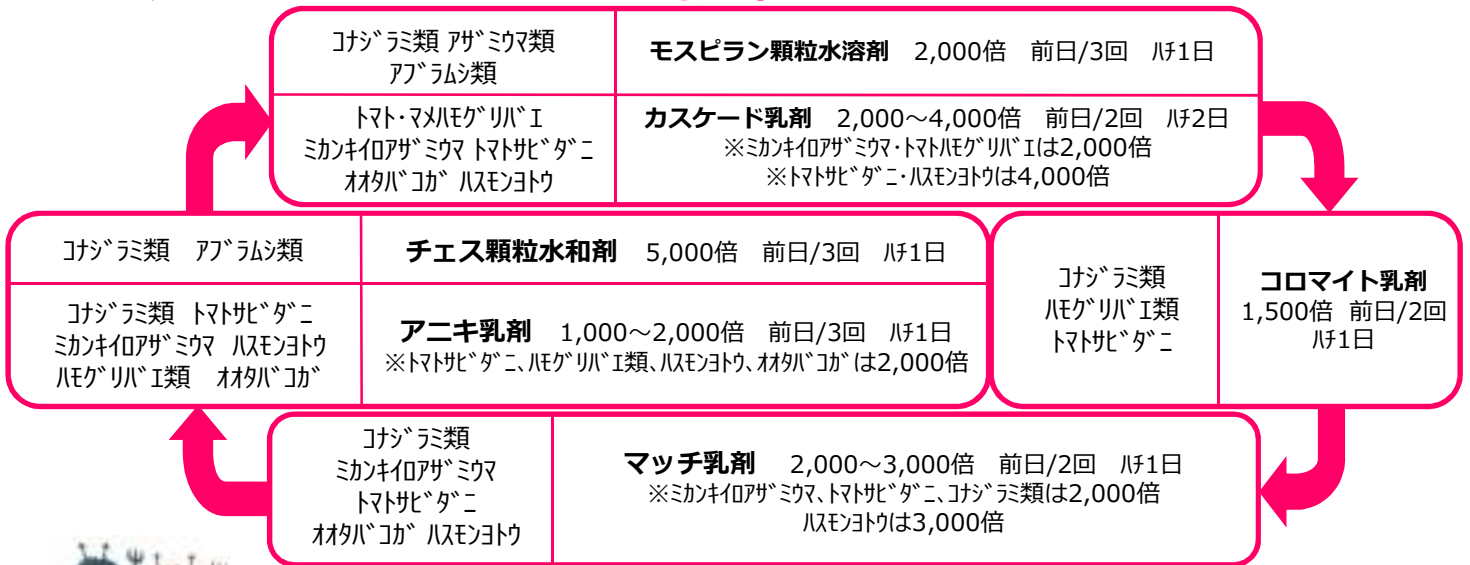 コナジラミ類 アザミウマ類
アブラムシ類
モスピラン顆粒水溶剤 2,000倍 前日/3回 ハチ1日
トマト・マメハモグリバエ
ミカンキイロアザミウマ トマトサビダニ
オオタバコガ ハスモンヨトウ
カスケード乳剤 2,000～4,000倍 前日/2回 ハチ2日
※ミカンキイロアザミウマ・トマトハモグリバエは2,000倍
※トマトサビダニ・ハスモンヨトウは4,000倍
コナジラミ類 アブラムシ類
チェス顆粒水和剤 5,000倍 前日/3回 ハチ1日
コナジラミ類 トマトサビダニ
ミカンキイロアザミウマ ハスモンヨトウ
ハモグリバエ類 オオタバコガ
アニキ乳剤 1,000～2,000倍 前日/3回 ハチ1日
※トマトサビダニ、ハモグリバエ類、ハスモンヨトウ、オオタバコガは2,000倍
コナジラミ類
ハモグリバエ類
トマトサビダニ
コロマイト乳剤
1,500倍 前日/2回
ハチ1日
コナジラミ類
ミカンキイロアザミウマ
トマトサビダニ
オオタバコガ ハスモンヨトウ
マッチ乳剤 2,000～3,000倍 前日/2回 ハチ1日
※ミカンキイロアザミウマ、トマトサビダニ、コナジラミ類は2,000倍
ハスモンヨトウは3,000倍